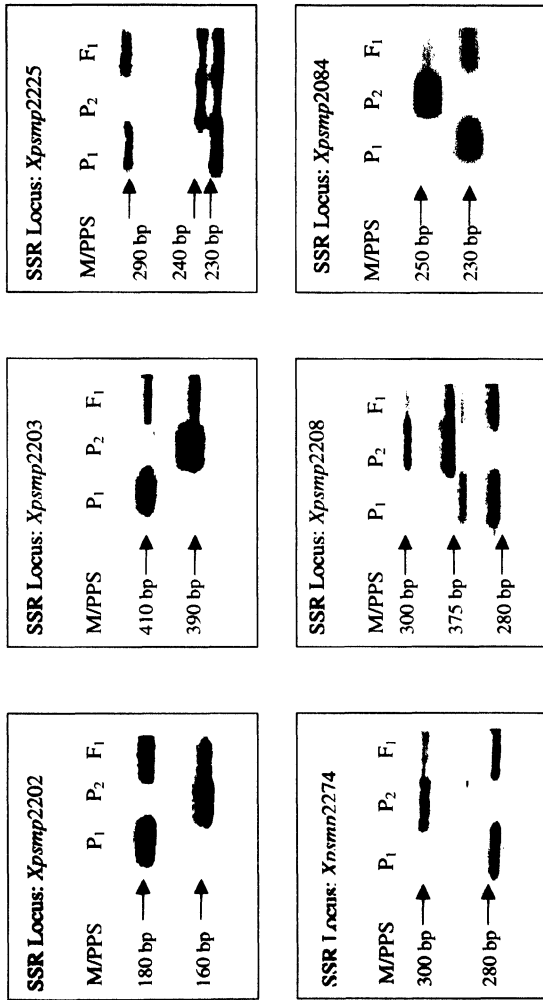 SSR Locus: Xpsmp2202
M/PPS P₁ P₂ F₁
180 bp
160 bp
SSR Locus: Xpsmp2203
M/PPS P₁ P₂ F₁
410 bp
390 bp
SSR Locus: Xpsmp2225
M/PPS P₁ P₂ F₁
290 bp
240 bp
230 bp
SSR Locus: Xpsmp2274
M/PPS P₁ P₂ F₁
300 bp
280 bp
SSR Locus: Xpsmp2208
M/PPS P₁ P₂ F₁
300 bp
375 bp
280 bp
SSR Locus: Xpsmp2084
M/PPS P₁ P₂ F₁
250 bp
230 bp